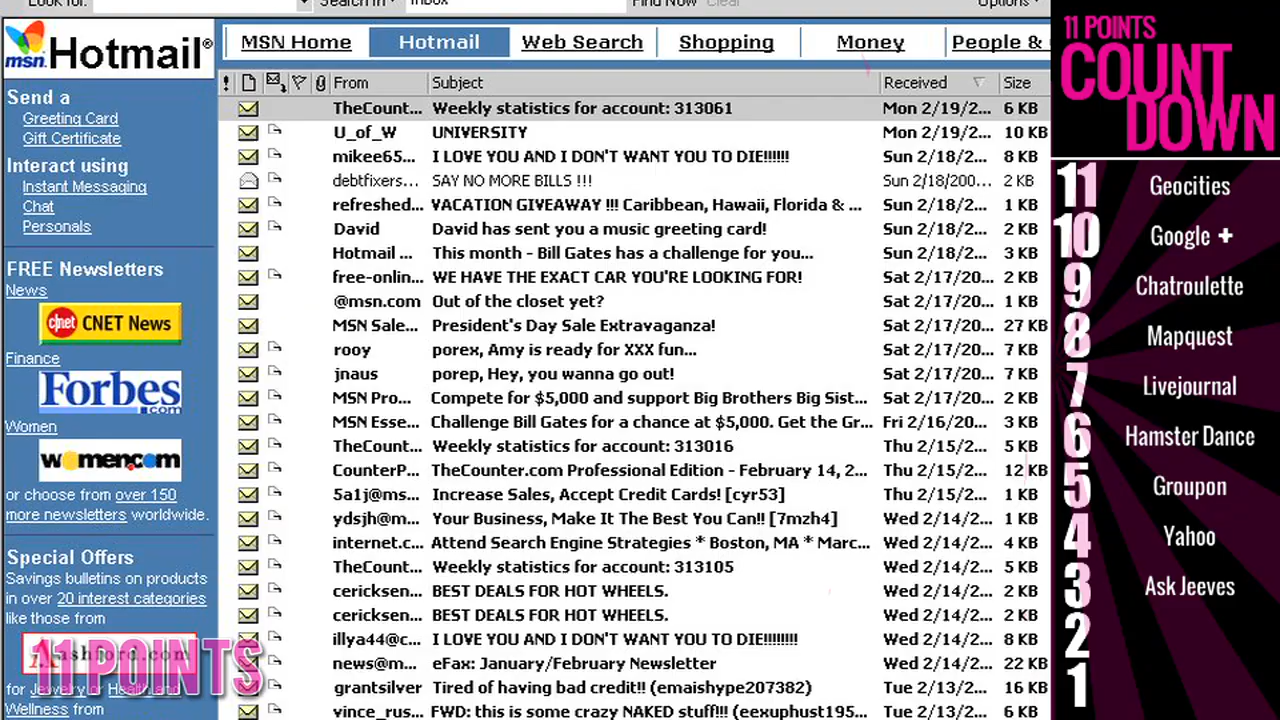 Look for:
Search In
Inbox
Find Now Clear
Options
msn Hotmail®
MSN Home Hotmail Web Search Shopping Money People &
Send a
Greeting Card
Gift Certificate
Interact using
Instant Messaging
Chat
Personals
FREE Newsletters
News
c|net CNET News
Finance
Forbes
.com
Women
women.com
or choose from over 150
more newsletters worldwide.
Special Offers
Savings bulletins on products
in over 20 interest categories
like those from
Ashford.com
for Jewelry or Health and
Wellness from
! From Subject Received Size
TheCount... Weekly statistics for account: 313061 Mon 2/19/2... 6 KB
U_of_W UNIVERSITY Mon 2/19/2... 10 KB
mikee65... I LOVE YOU AND I DON'T WANT YOU TO DIE!!!!!! Sun 2/18/2... 8 KB
debtfixers... SAY NO MORE BILLS !!! Sun 2/18/200... 2 KB
refreshed... VACATION GIVEAWAY !!! Caribbean, Hawaii, Florida & ... Sun 2/18/2... 1 KB
David David has sent you a music greeting card! Sun 2/18/2... 2 KB
Hotmail ... This month - Bill Gates has a challenge for you... Sun 2/18/2... 3 KB
free-onlin... WE HAVE THE EXACT CAR YOU'RE LOOKING FOR! Sat 2/17/20... 2 KB
@msn.com Out of the closet yet? Sat 2/17/20... 1 KB
MSN Sale... President's Day Sale Extravaganza! Sat 2/17/20... 27 KB
rooy porex, Amy is ready for XXX fun... Sat 2/17/20... 7 KB
jnaus porep, Hey, you wanna go out! Sat 2/17/20... 7 KB
MSN Pro... Compete for $5,000 and support Big Brothers Big Sist... Sat 2/17/20... 2 KB
MSN Esse... Challenge Bill Gates for a chance at $5,000. Get the Gr... Fri 2/16/20... 3 KB
TheCount... Weekly statistics for account: 313016 Thu 2/15/2... 5 KB
CounterP... TheCounter.com Professional Edition - February 14, 2... Thu 2/15/2... 12 KB
5a1j@ms... Increase Sales, Accept Credit Cards! [cyr53] Thu 2/15/2... 1 KB
ydsjh@m... Your Business, Make It The Best You Can!! [7mzh4] Wed 2/14/2... 1 KB
internet.c... Attend Search Engine Strategies * Boston, MA * Marc... Wed 2/14/2... 4 KB
TheCount... Weekly statistics for account: 313105 Wed 2/14/2... 5 KB
cericksen... BEST DEALS FOR HOT WHEELS. Wed 2/14/2... 2 KB
cericksen... BEST DEALS FOR HOT WHEELS. Wed 2/14/2... 2 KB
illya44@c... I LOVE YOU AND I DON'T WANT YOU TO DIE!!!!!!!! Wed 2/14/2... 8 KB
news@m... eFax: January/February Newsletter Wed 2/14/2... 22 KB
grantsilver Tired of having bad credit!! (emaishype207382) Tue 2/13/2... 16 KB
vince_rus... FWD: this is some crazy NAKED stuff!!! (eexuphust195... Tue 2/13/2... 2 KB
11 POINTS
11 POINTS
COUNT
DOWN
11 Geocities
10 Google +
9 Chatroulette
8 Mapquest
7 Livejournal
6 Hamster Dance
5 Groupon
4 Yahoo
3 Ask Jeeves
2
1